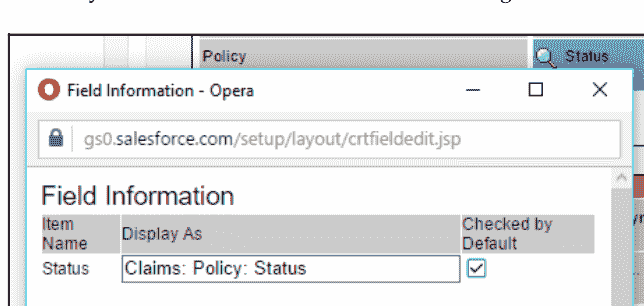 Policy
Status
Field Information - Opera
gs0.salesforce.com/setup/layout/crtfieldedit.jsp
Field Information
Item Name
Display As
Checked by Default
Status
Claims: Policy: Status